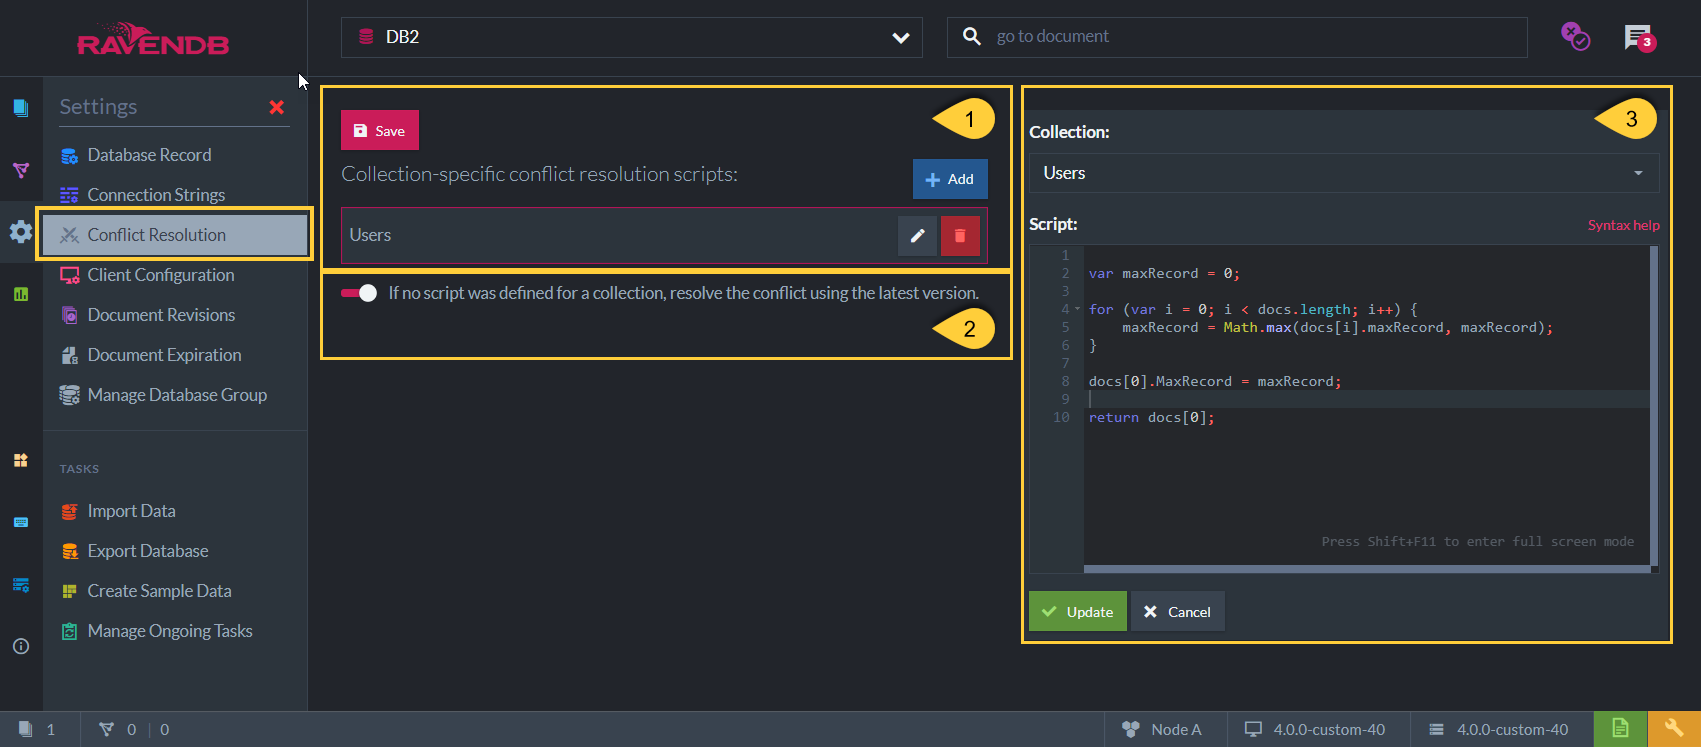 RAVENDB
DB2
go to document
3
Settings
Database Record
Connection Strings
Conflict Resolution
Client Configuration
Document Revisions
Document Expiration
Manage Database Group
TASKS
Import Data
Export Database
Create Sample Data
Manage Ongoing Tasks
1
Save
Collection-specific conflict resolution scripts:
Add
Users
If no script was defined for a collection, resolve the conflict using the latest version.
2
3
Collection:
Users
Script:
Syntax help
1
2 var maxRecord = 0;
3
4 for (var i = 0; i < docs.length; i++) {
5     maxRecord = Math.max(docs[i].maxRecord, maxRecord);
6 }
7
8 docs[0].MaxRecord = maxRecord;
9
10 return docs[0];
Press Shift+F11 to enter full screen mode
Update
Cancel
1
0 | 0
Node A
4.0.0-custom-40
4.0.0-custom-40